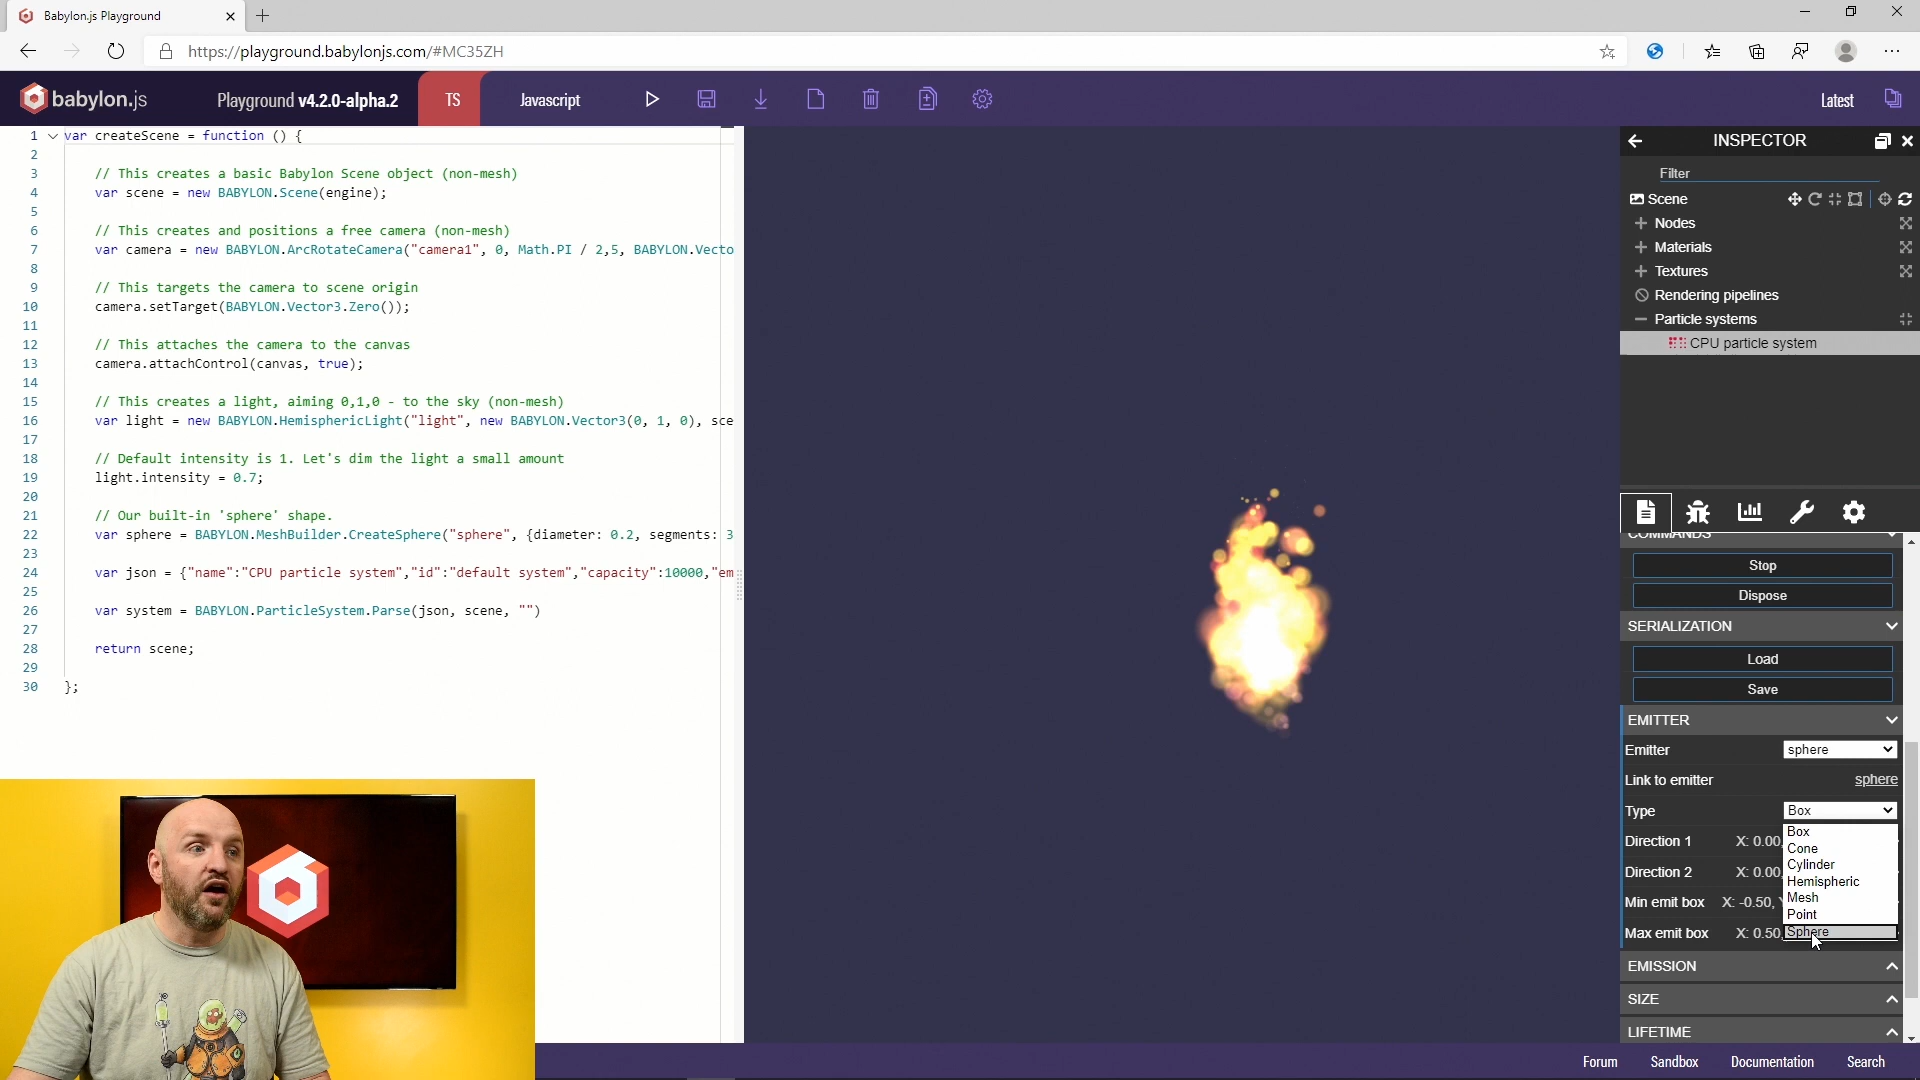 Babylon.js Playground
https://playground.babylonjs.com/#MC35ZH
babylon.js
Playground v4.2.0-alpha.2
TS
Javascript
Latest
1 var createScene = function () {
2
3 // This creates a basic Babylon Scene object (non-mesh)
4 var scene = new BABYLON.Scene(engine);
5
6 // This creates and positions a free camera (non-mesh)
7 var camera = new BABYLON.ArcRotateCamera("camera1", 0, Math.PI / 2,5, BABYLON.Vecto
8
9 // This targets the camera to scene origin
10 camera.setTarget(BABYLON.Vector3.Zero());
11
12 // This attaches the camera to the canvas
13 camera.attachControl(canvas, true);
14
15 // This creates a light, aiming 0,1,0 - to the sky (non-mesh)
16 var light = new BABYLON.HemisphericLight("light", new BABYLON.Vector3(0, 1, 0), sce
17
18 // Default intensity is 1. Let's dim the light a small amount
19 light.intensity = 0.7;
20
21 // Our built-in 'sphere' shape.
22 var sphere = BABYLON.MeshBuilder.CreateSphere("sphere", {diameter: 0.2, segments: 3
23
24 var json = {"name":"CPU particle system","id":"default system","capacity":10000,"em
25
26 var system = BABYLON.ParticleSystem.Parse(json, scene, "")
27
28 return scene;
29
30 };
INSPECTOR
Filter
Scene
Nodes
Materials
Textures
Rendering pipelines
Particle systems
CPU particle system
COMMANDS
Stop
Dispose
SERIALIZATION
Load
Save
EMITTER
Emitter sphere
Link to emitter sphere
Type Box
Direction 1 X: 0.00,
Direction 2 X: 0.00,
Min emit box X: -0.50,
Max emit box X: 0.50,
Box
Cone
Cylinder
Hemispheric
Mesh
Point
Sphere
EMISSION
SIZE
LIFETIME
Forum
Sandbox
Documentation
Search